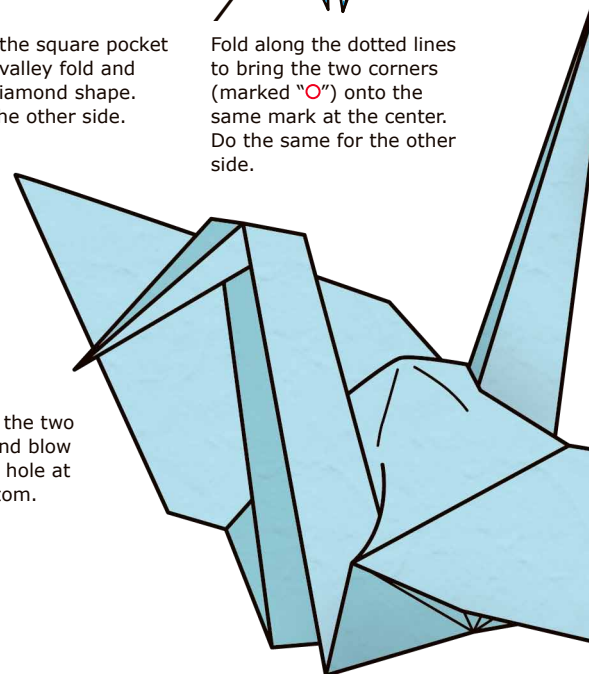 the square pocket
valley fold and
iamond shape.
he other side.
Fold along the dotted lines
to bring the two corners
(marked “O”) onto the
same mark at the center.
Do the same for the other
side.
the two
nd blow
hole at
tom.